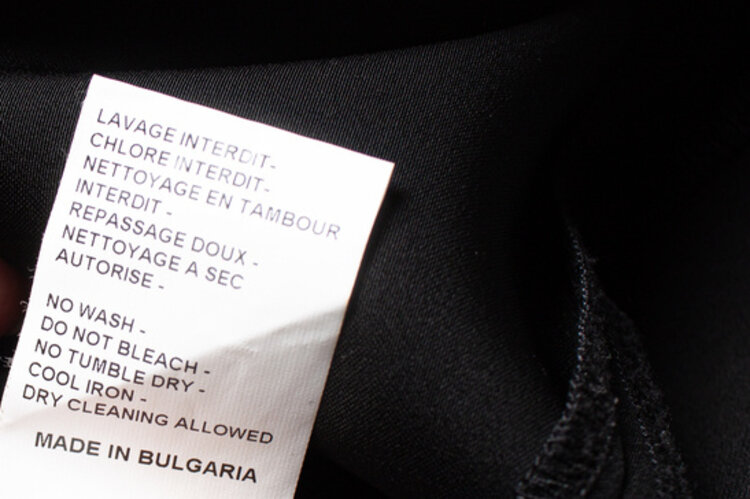 LAVAGE INTERDIT-
CHLORE INTERDIT-
NETTOYAGE EN TAMBOUR
INTERDIT -
REPASSAGE DOUX -
NETTOYAGE A SEC
AUTORISE -
NO WASH -
DO NOT BLEACH -
NO TUMBLE DRY -
COOL IRON -
DRY CLEANING ALLOWED
MADE IN BULGARIA